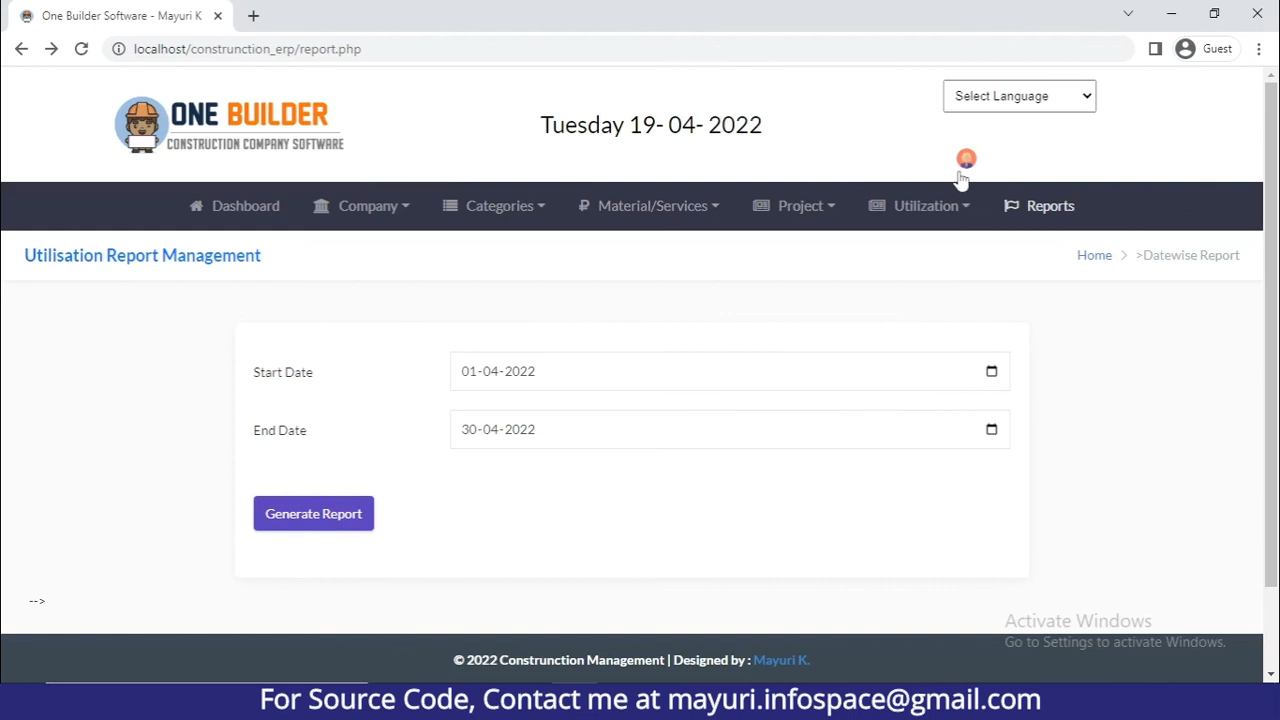 One Builder Software - Mayuri K
localhost/construnction_erp/report.php
Guest
ONE BUILDER
CONSTRUCTION COMPANY SOFTWARE
Tuesday 19- 04- 2022
Select Language
Dashboard Company Categories Material/Services Project Utilization Reports
Utilisation Report Management
Home >Datewise Report
Start Date 01-04-2022
End Date 30-04-2022
Generate Report
-->
Activate Windows
Go to Settings to activate Windows.
© 2022 Construnction Management | Designed by : Mayuri K.
For Source Code, Contact me at mayuri.infospace@gmail.com